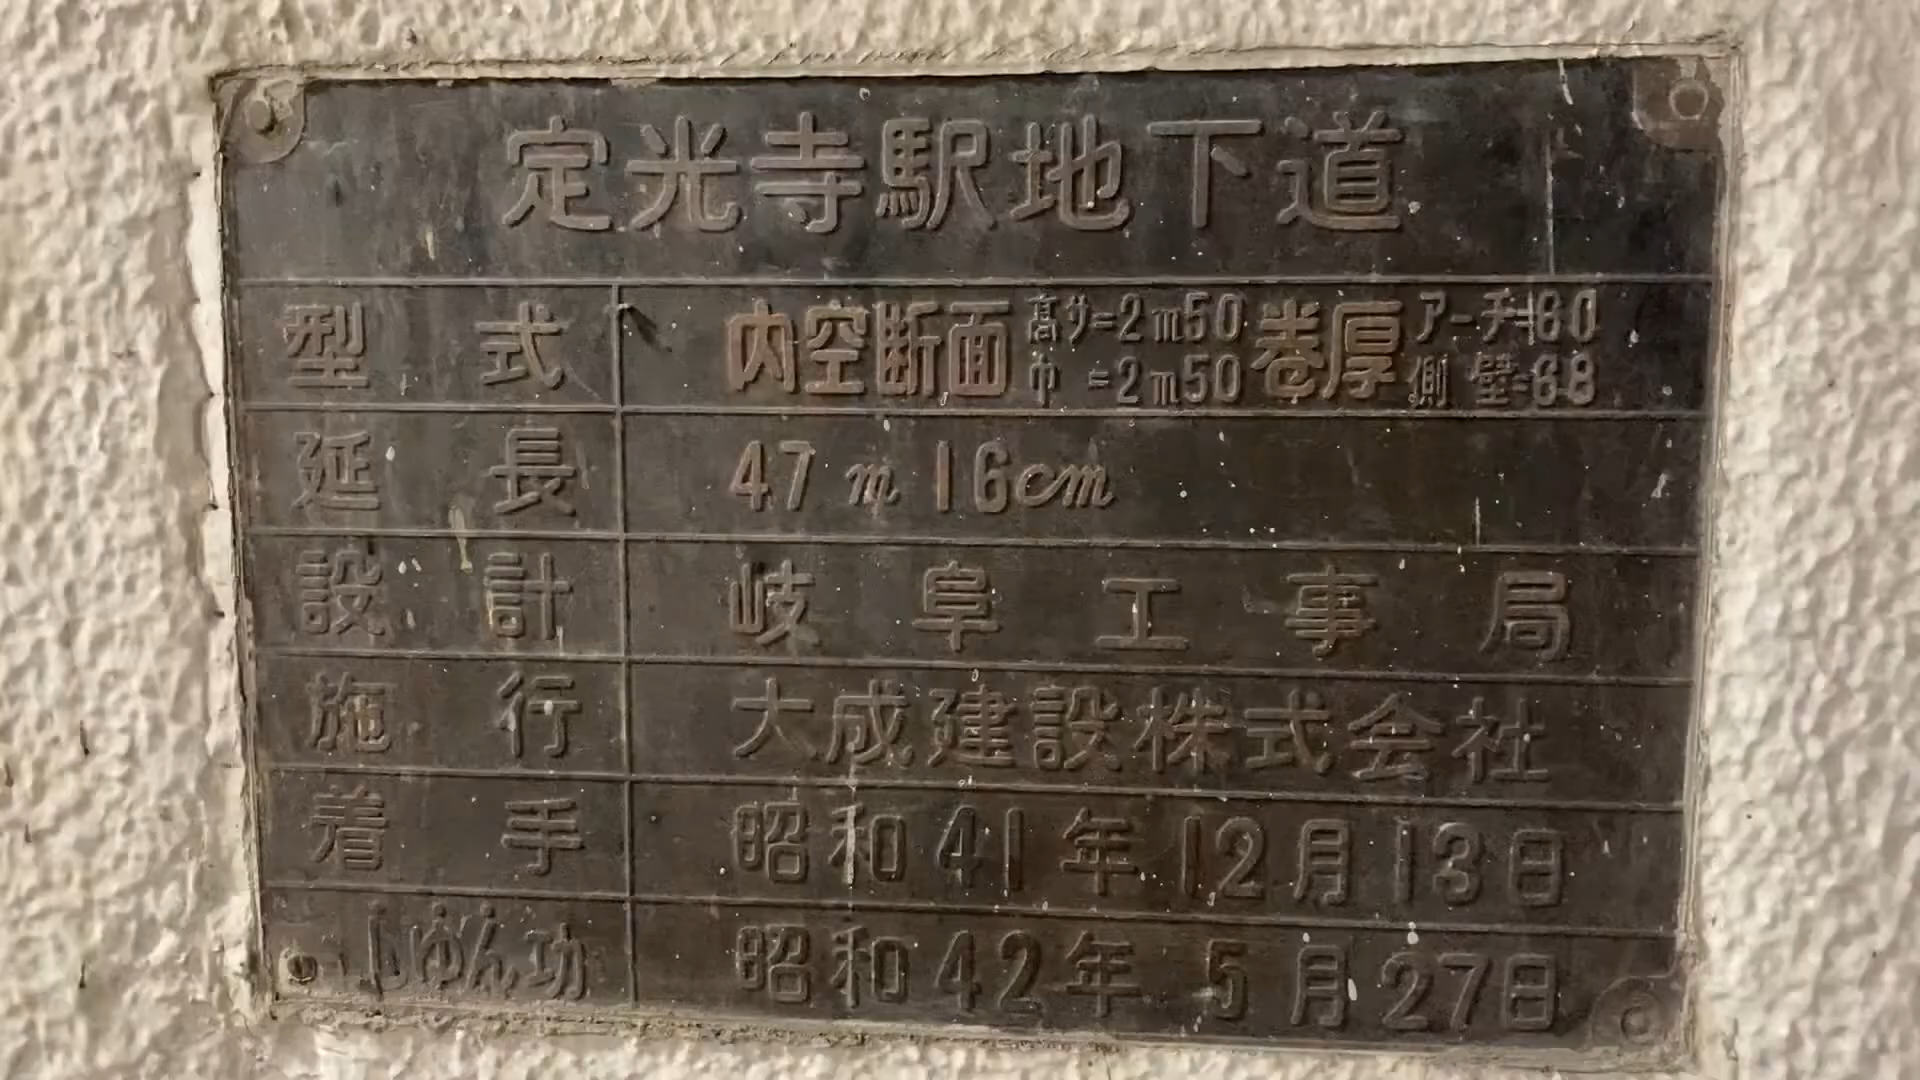 定光寺駅地下道
型式 内空断面 高サ=2m50 巾=2m50 巻厚 アーチ=60 側壁=68
延長 47m16cm
設計 岐阜工事局
施行 大成建設株式会社
着手 昭和41年12月13日
しゆん功 昭和42年5月27日